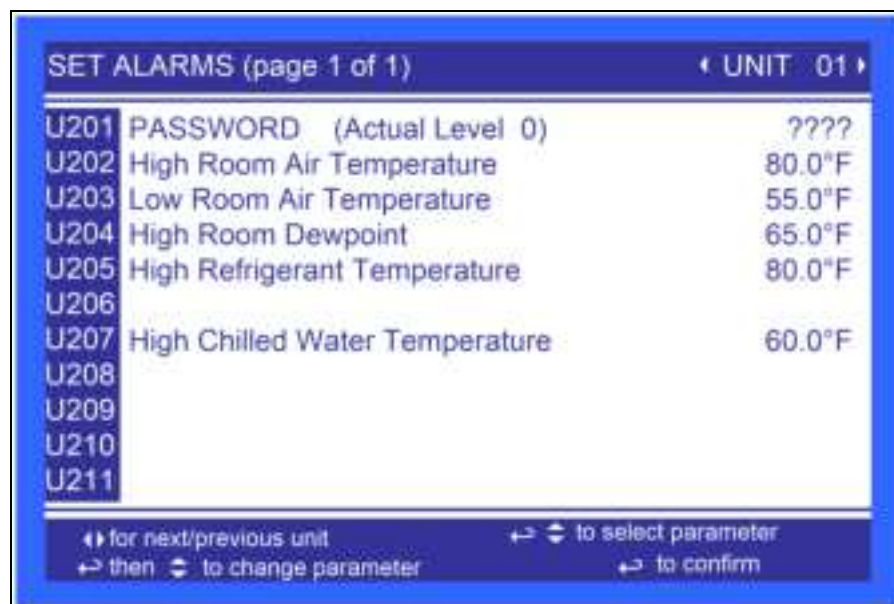 SET ALARMS (page 1 of 1) UNIT 01
U201 PASSWORD (Actual Level 0) ????
U202 High Room Air Temperature 80.0°F
U203 Low Room Air Temperature 55.0°F
U204 High Room Dewpoint 65.0°F
U205 High Refrigerant Temperature 80.0°F
U206
U207 High Chilled Water Temperature 60.0°F
U208
U209
U210
U211
for next/previous unit ↵ to select parameter
↵ then to change parameter ↵ to confirm